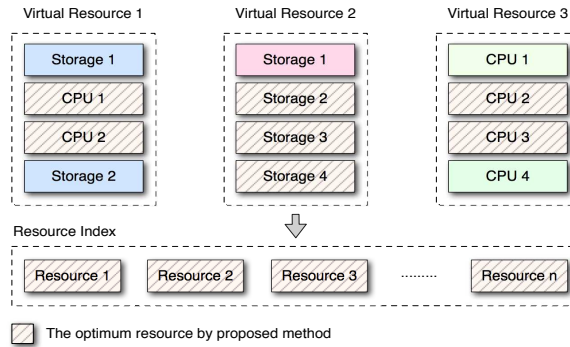 Virtual Resource 1
Virtual Resource 2
Virtual Resource 3
Storage 1
CPU 1
CPU 2
Storage 2
Storage 1
Storage 2
Storage 3
Storage 4
CPU 1
CPU 2
CPU 3
CPU 4
Resource Index
Resource 1
Resource 2
Resource 3
.........
Resource n
The optimum resource by proposed method